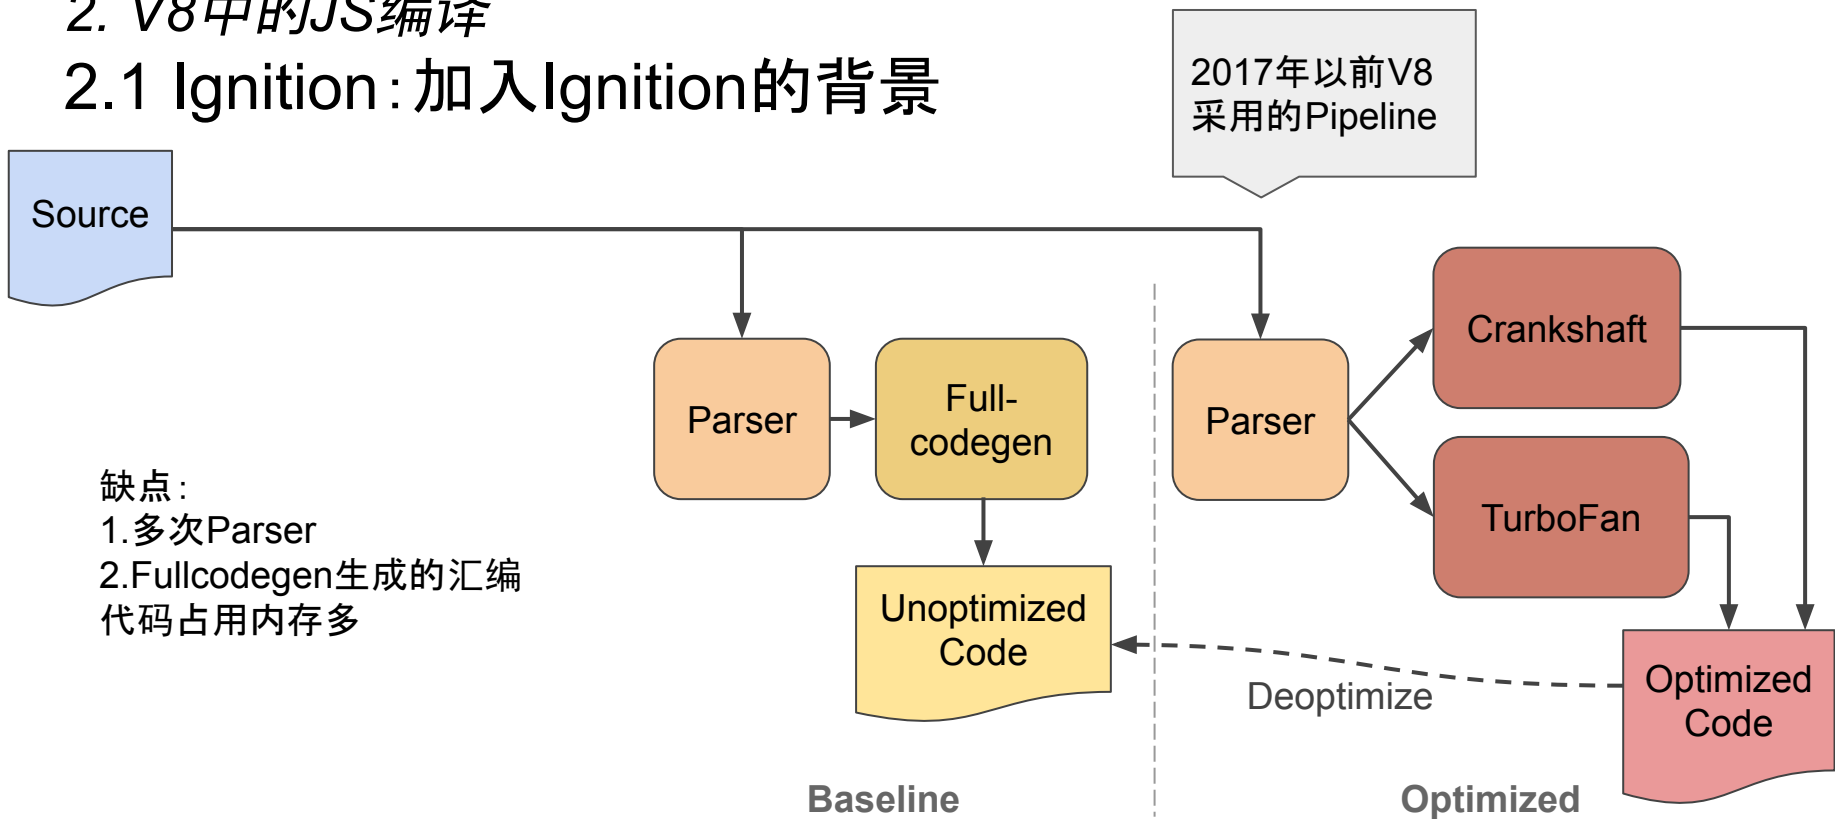 2. V8中的JS编译
2.1 Ignition：加入Ignition的背景
2017年以前V8
采用的Pipeline
Source
Crankshaft
Parser
Full-
codegen
Parser
TurboFan
缺点：
1.多次Parser
2.Fullcodegen生成的汇编
代码占用内存多
Unoptimized
Code
Deoptimize
Optimized
Code
Baseline
Optimized